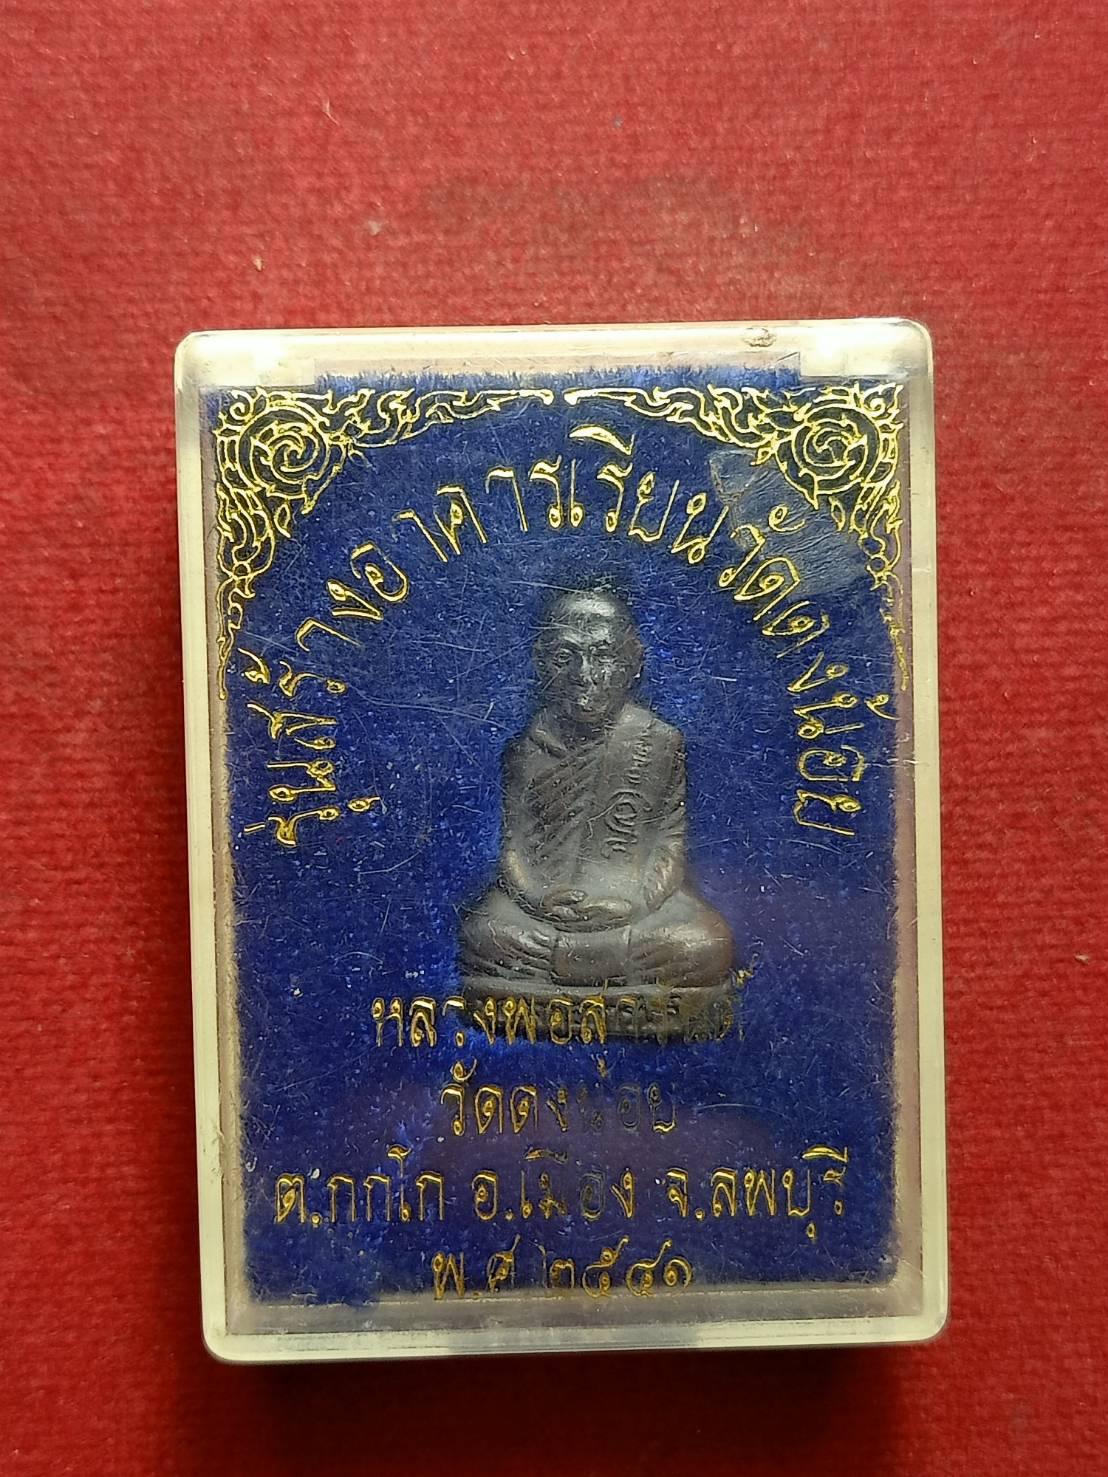 รุ่นสร้างอาคารเรียนวัดดงน้อย
หลวงพ่อสุ
วัดดงน้อย
ต.กกโก อ.เมือง จ.ลพบุรี
พ.ศ ๒๕๔๑